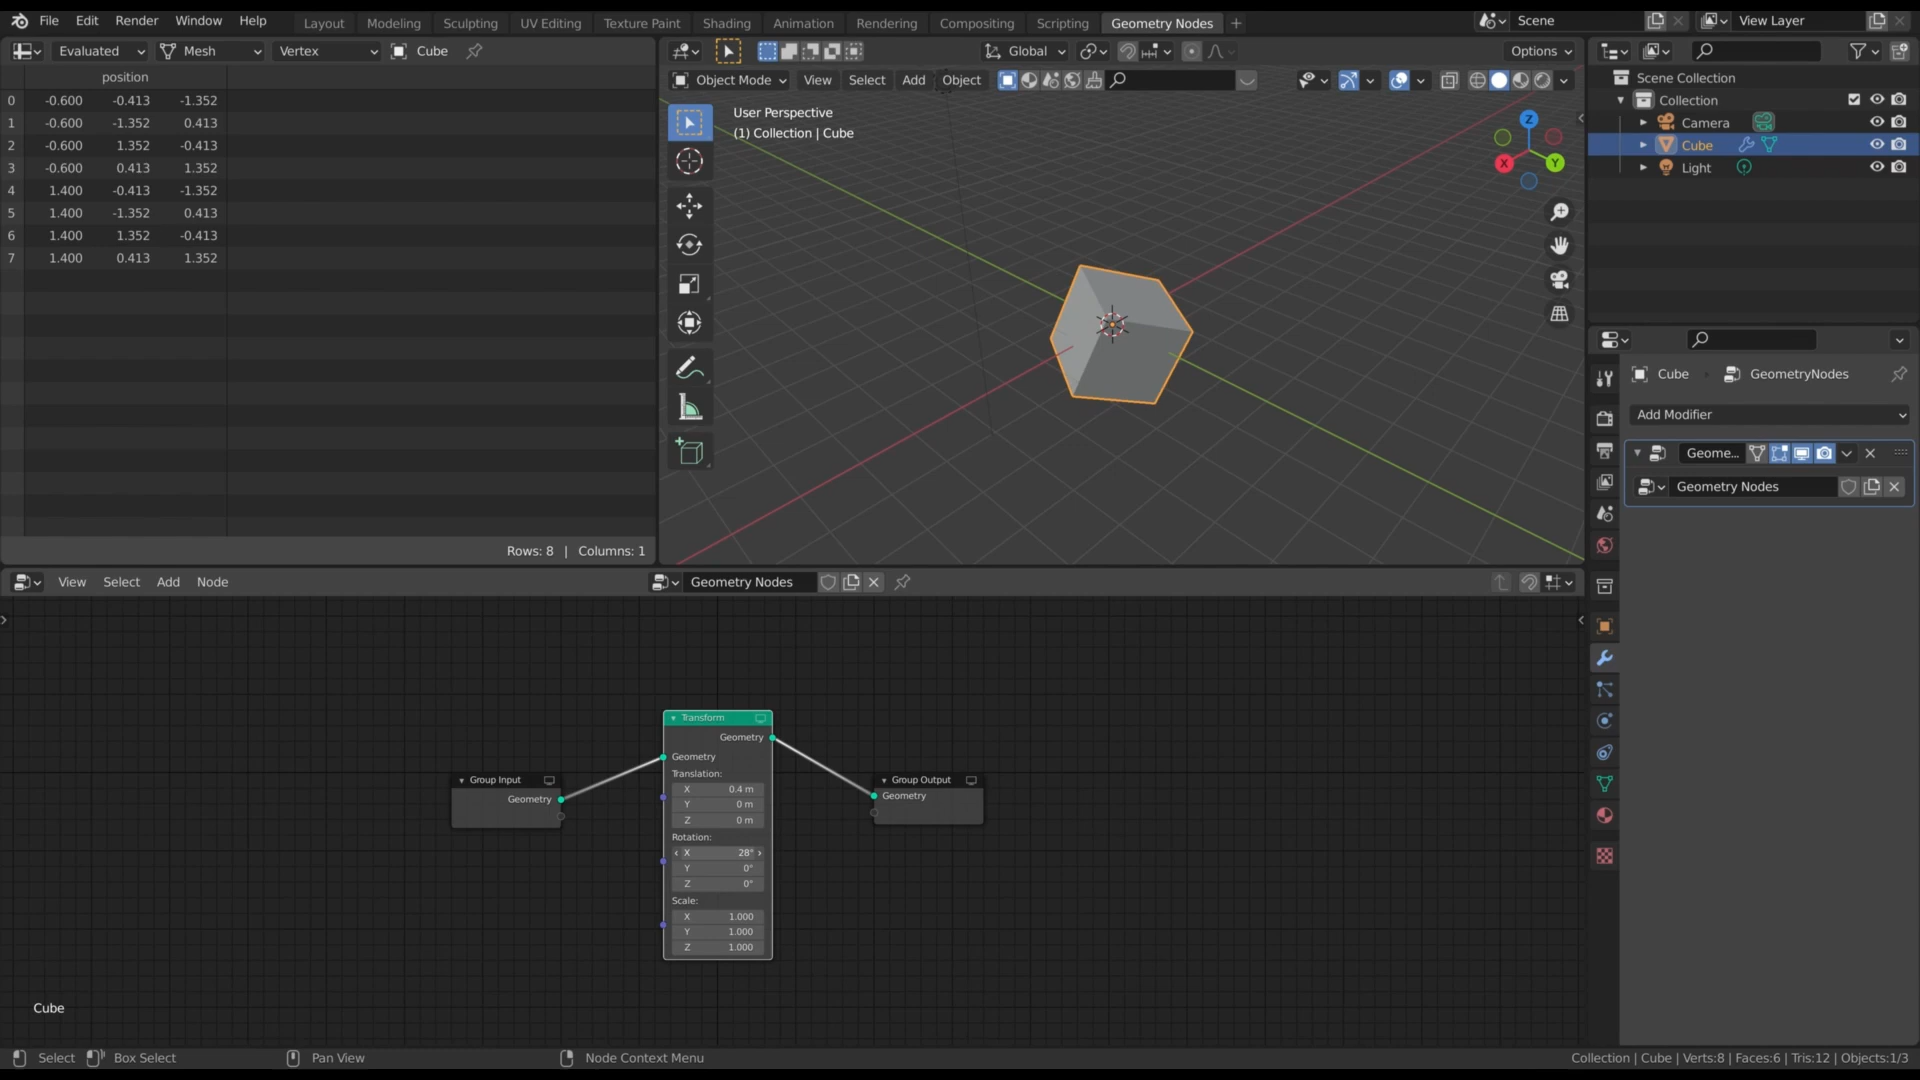 File Edit Render Window Help Layout Modeling Sculpting UV Editing Texture Paint Shading Animation Rendering Compositing Scripting Geometry Nodes + Scene View Layer
Evaluated Mesh Vertex Cube
position
0 -0.600 -0.413 -1.352
1 -0.600 -1.352 0.413
2 -0.600 1.352 -0.413
3 -0.600 0.413 1.352
4 1.400 -0.413 -1.352
5 1.400 -1.352 0.413
6 1.400 1.352 -0.413
7 1.400 0.413 1.352
Rows: 8 | Columns: 1
Global Options
Object Mode View Select Add Object
User Perspective
(1) Collection | Cube
Z
X Y
Scene Collection
Collection
Camera
Cube
Light
Cube GeometryNodes
Add Modifier
Geome...
Geometry Nodes
View Select Add Node Geometry Nodes
Group Input
Geometry
Transform
Geometry
Geometry
Translation:
X 0.4 m
Y 0 m
Z 0 m
Rotation:
X 28°
Y 0°
Z 0°
Scale:
X 1.000
Y 1.000
Z 1.000
Group Output
Geometry
Cube
Select Box Select Pan View Node Context Menu Collection | Cube | Verts:8 | Faces:6 | Tris:12 | Objects:1/3